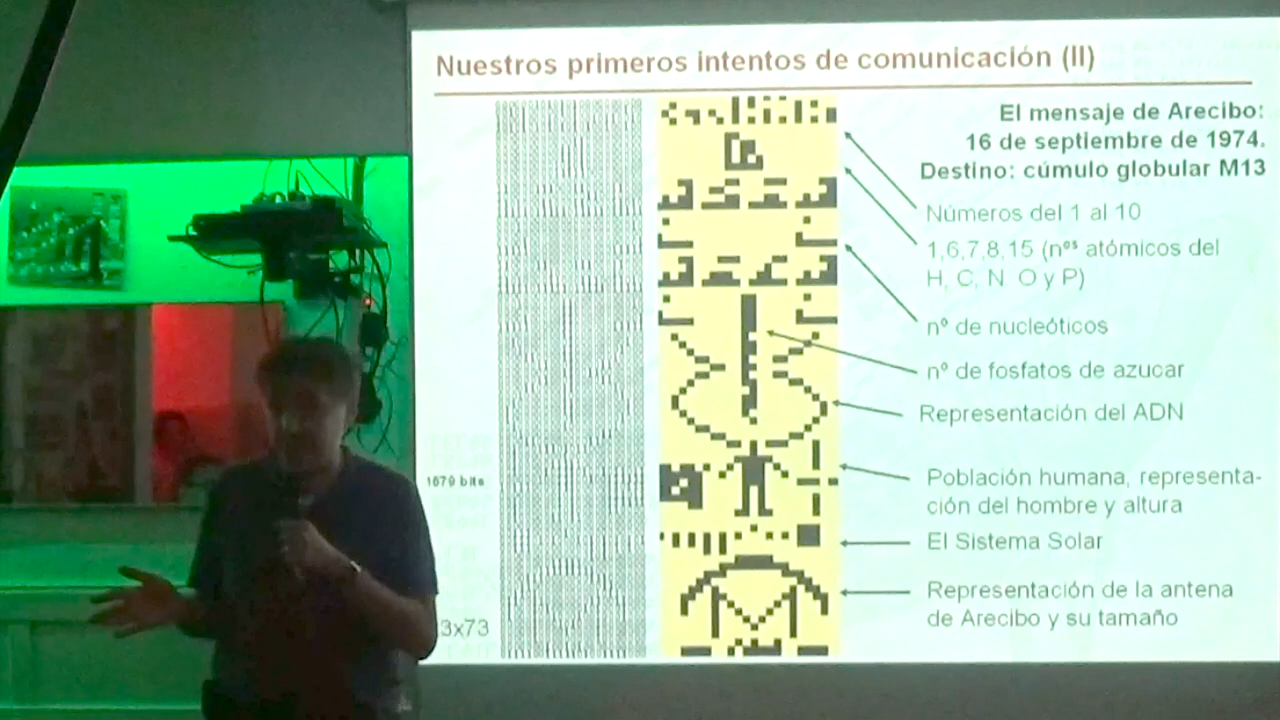 Nuestros primeros intentos de comunicación (II)
El mensaje de Arecibo:
16 de septiembre de 1974.
Destino: cúmulo globular M13
Números del 1 al 10
1,6,7,8,15 (nºˢ atómicos del
H, C, N O y P)
nº de nucleóticos
nº de fosfatos de azucar
Representación del ADN
1679 bits
Población humana, representa-
ción del hombre y altura
El Sistema Solar
Representación de la antena
de Arecibo y su tamaño
3x73